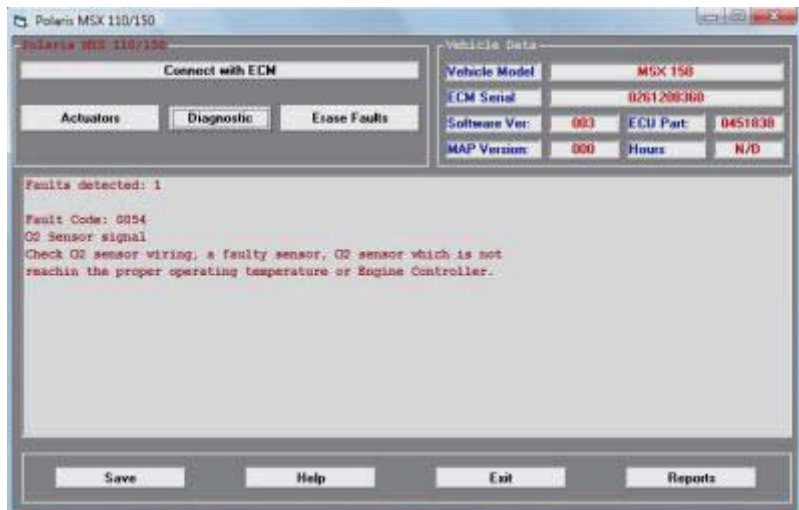 Polaris MSX 110/150
Polaris MSX 110/150
Connect with ECM
Actuators Diagnostic Erase Faults
Vehicle Data
Vehicle Model MSX 150
ECM Serial 0261208360
Software Ver: 003 ECU Part: 0451838
MAP Version: 000 Hours N/D
Faults detected: 1
Fault Code: 0054
O2 Sensor signal
Check O2 sensor wiring, a faulty sensor, O2 sensor which is not
reachin the proper operating temperature or Engine Controller.
Save Help Exit Reports